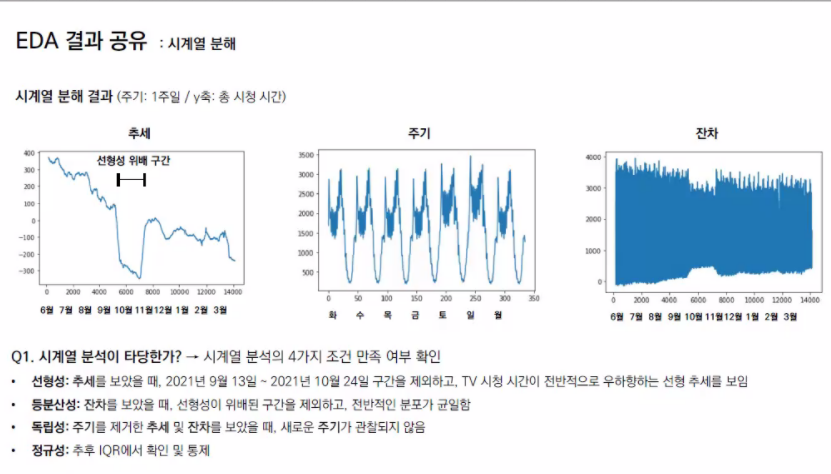 EDA 결과 공유 : 시계열 분해
시계열 분해 결과 (주기: 1주일 / y축: 총 시청 시간)
추세
주기
잔차
선형성 위배 구간
400
300
200
100
0
−100
−200
−300
0 2000 4000 6000 8000 10000 12000 14000
6월 7월 8월 9월 10월 11월 12월 1월 2월 3월
3500
3000
2500
2000
1500
1000
500
0 50 100 150 200 250 300 350
화 수 목 금 토 일 월
4000
3000
2000
1000
0
0 2000 4000 6000 8000 10000 12000 14000
6월 7월 8월 9월 10월 11월 12월 1월 2월 3월
Q1. 시계열 분석이 타당한가? → 시계열 분석의 4가지 조건 만족 여부 확인
• 선형성: 추세를 보았을 때, 2021년 9월 13일 ~ 2021년 10월 24일 구간을 제외하고, TV 시청 시간이 전반적으로 우하향하는 선형 추세를 보임
• 등분산성: 잔차를 보았을 때, 선형성이 위배된 구간을 제외하고, 전반적인 분포가 균일함
• 독립성: 주기를 제거한 추세 및 잔차를 보았을 때, 새로운 주기가 관찰되지 않음
• 정규성: 추후 IQR에서 확인 및 통제